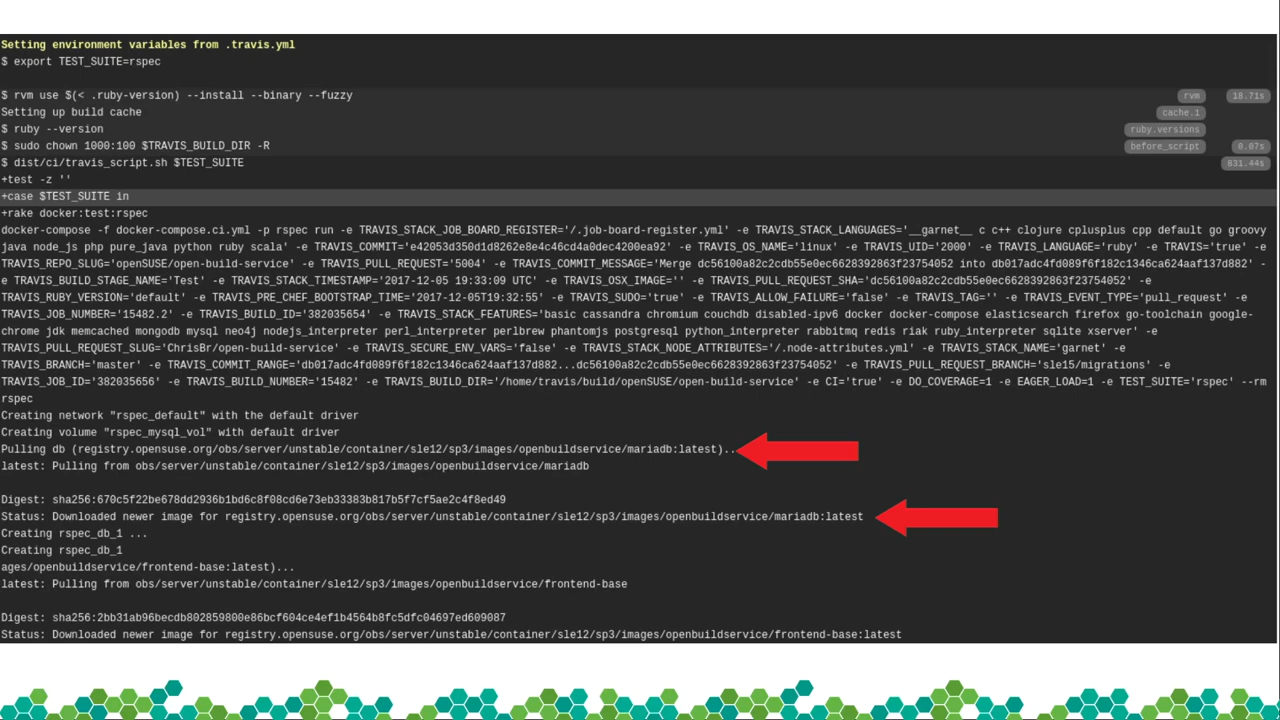 Setting environment variables from .travis.yml
$ export TEST_SUITE=rspec
$ rvm use $(< .ruby-version) --install --binary --fuzzy rvm 18.71s
Setting up build cache cache.1
$ ruby --version ruby.versions
$ sudo chown 1000:100 $TRAVIS_BUILD_DIR -R before_script 0.07s
$ dist/ci/travis_script.sh $TEST_SUITE 831.44s
+test -z ''
+case $TEST_SUITE in
+rake docker:test:rspec
docker-compose -f docker-compose.ci.yml -p rspec run -e TRAVIS_STACK_JOB_BOARD_REGISTER='/.job-board-register.yml' -e TRAVIS_STACK_LANGUAGES='__garnet__ c c++ clojure cplusplus cpp default go groovy
java node_js php pure_java python ruby scala' -e TRAVIS_COMMIT='e42053d350d1d8262e8e4c46cd4a0dec4200ea92' -e TRAVIS_OS_NAME='linux' -e TRAVIS_UID='2000' -e TRAVIS_LANGUAGE='ruby' -e TRAVIS='true' -e
TRAVIS_REPO_SLUG='openSUSE/open-build-service' -e TRAVIS_PULL_REQUEST='5004' -e TRAVIS_COMMIT_MESSAGE='Merge dc56100a82c2cdb55e0ec6628392863f23754052 into db017adc4fd089f6f182c1346ca624aaf137d882' -
e TRAVIS_BUILD_STAGE_NAME='Test' -e TRAVIS_STACK_TIMESTAMP='2017-12-05 19:33:09 UTC' -e TRAVIS_OSX_IMAGE='' -e TRAVIS_PULL_REQUEST_SHA='dc56100a82c2cdb55e0ec6628392863f23754052' -e
TRAVIS_RUBY_VERSION='default' -e TRAVIS_PRE_CHEF_BOOTSTRAP_TIME='2017-12-05T19:32:55' -e TRAVIS_SUDO='true' -e TRAVIS_ALLOW_FAILURE='false' -e TRAVIS_TAG='' -e TRAVIS_EVENT_TYPE='pull_request' -e
TRAVIS_JOB_NUMBER='15482.2' -e TRAVIS_BUILD_ID='382035654' -e TRAVIS_STACK_FEATURES='basic cassandra chromium couchdb disabled-ipv6 docker docker-compose elasticsearch firefox go-toolchain google-
chrome jdk memcached mongodb mysql neo4j nodejs_interpreter perl_interpreter perlbrew phantomjs postgresql python_interpreter rabbitmq redis riak ruby_interpreter sqlite xserver' -e
TRAVIS_PULL_REQUEST_SLUG='ChrisBr/open-build-service' -e TRAVIS_SECURE_ENV_VARS='false' -e TRAVIS_STACK_NODE_ATTRIBUTES='/.node-attributes.yml' -e TRAVIS_STACK_NAME='garnet' -e
TRAVIS_BRANCH='master' -e TRAVIS_COMMIT_RANGE='db017adc4fd089f6f182c1346ca624aaf137d882...dc56100a82c2cdb55e0ec6628392863f23754052' -e TRAVIS_PULL_REQUEST_BRANCH='sle15/migrations' -e
TRAVIS_JOB_ID='382035656' -e TRAVIS_BUILD_NUMBER='15482' -e TRAVIS_BUILD_DIR='/home/travis/build/openSUSE/open-build-service' -e CI='true' -e DO_COVERAGE=1 -e EAGER_LOAD=1 -e TEST_SUITE='rspec' --rm
rspec
Creating network "rspec_default" with the default driver
Creating volume "rspec_mysql_vol" with default driver
Pulling db (registry.opensuse.org/obs/server/unstable/container/sle12/sp3/images/openbuildservice/mariadb:latest)..
latest: Pulling from obs/server/unstable/container/sle12/sp3/images/openbuildservice/mariadb
Digest: sha256:670c5f22be678dd2936b1bd6c8f08cd6e73eb33383b817b5f7cf5ae2c4f8ed49
Status: Downloaded newer image for registry.opensuse.org/obs/server/unstable/container/sle12/sp3/images/openbuildservice/mariadb:latest
Creating rspec_db_1 ...
Creating rspec_db_1
ages/openbuildservice/frontend-base:latest)...
latest: Pulling from obs/server/unstable/container/sle12/sp3/images/openbuildservice/frontend-base
Digest: sha256:2bb31ab96becdb802859800e86bcf604ce4ef1b4564b8fc5dfc04697ed609087
Status: Downloaded newer image for registry.opensuse.org/obs/server/unstable/container/sle12/sp3/images/openbuildservice/frontend-base:latest